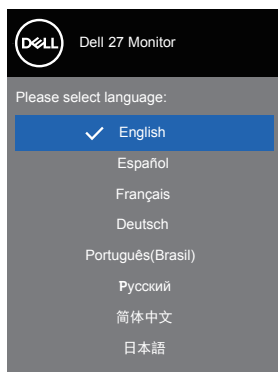 DELL Dell 27 Monitor
Please select language:
English
Español
Français
Deutsch
Português(Brasil)
Русский
简体中文
日本語